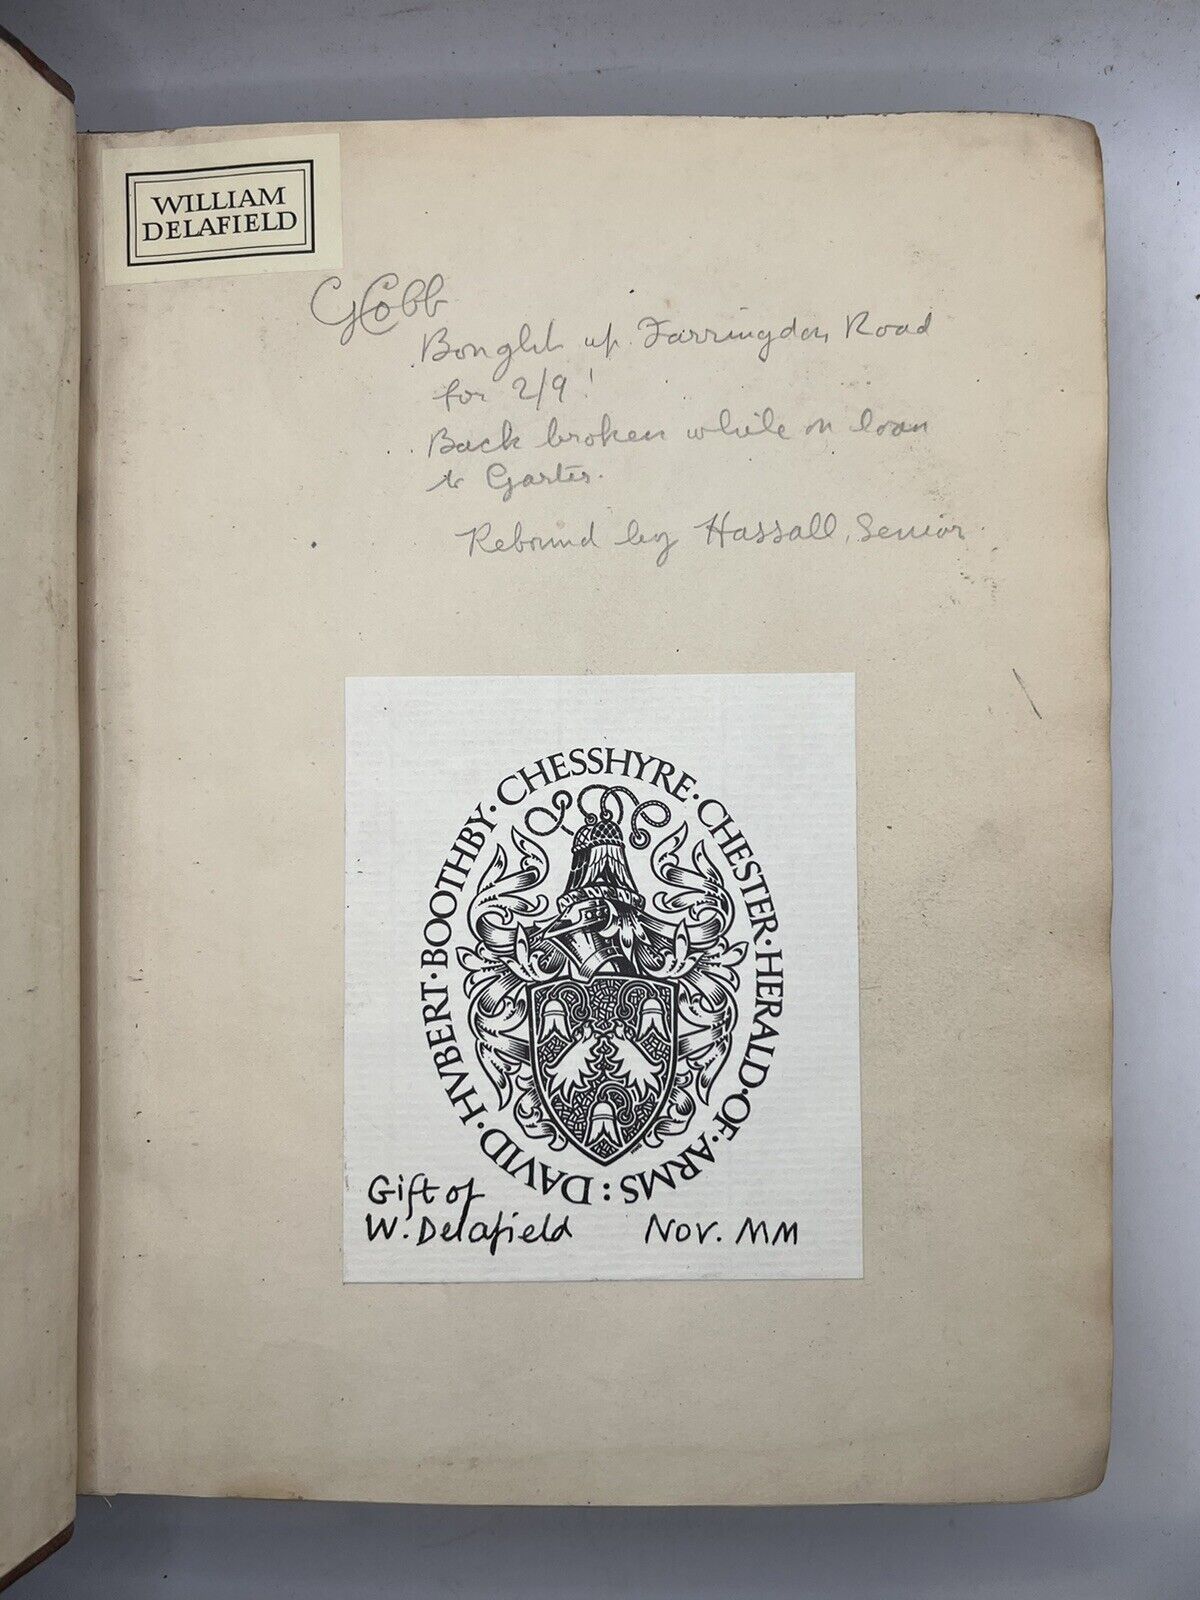 WILLIAM
DELAFIELD
GCobb
Bought up Farringdon Road
for 2/9!
Back broken while on loan
to Garter.
Rebound by Hassall, Senior
DAVID · HVBERT · BOOTHBY · CHESSHYRE · CHESTER · HERALD · OF · ARMS :
Gift of
W. Delafield Nov. MM